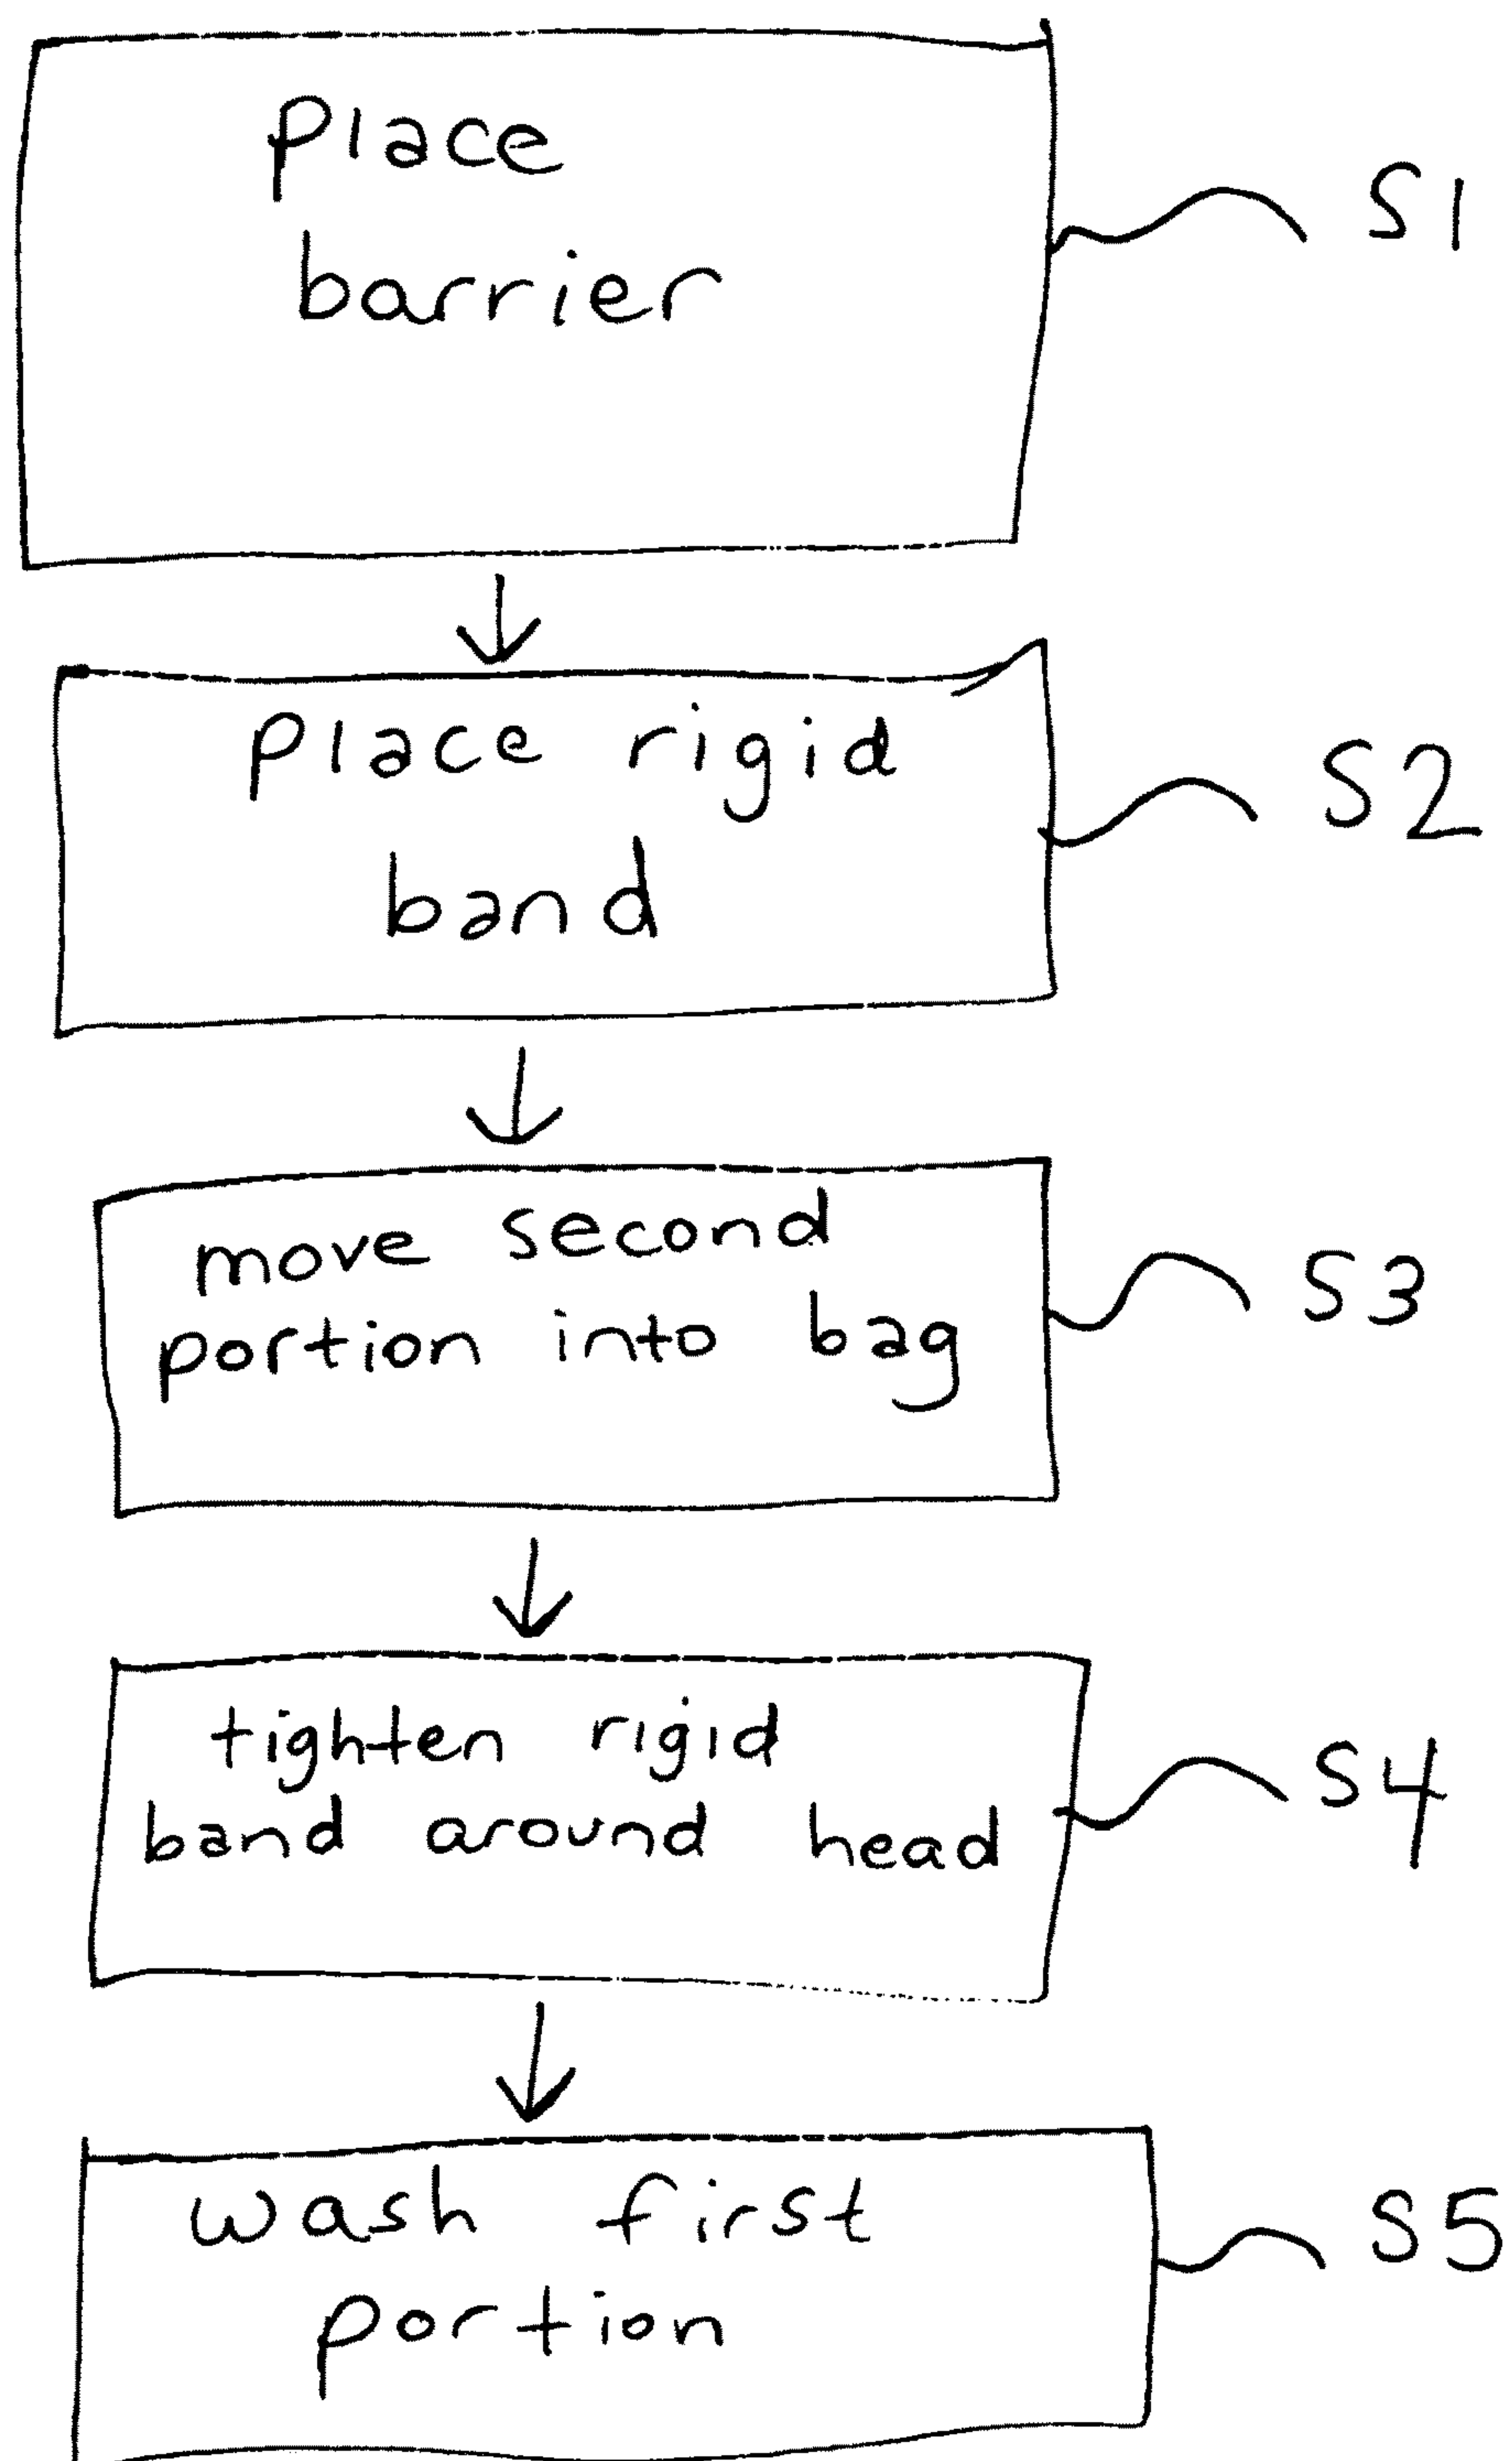 Place
barrier
S1
Place rigid
band
S2
move second
portion into bag
S3
tighten rigid
band around head
S4
wash first
portion
S5